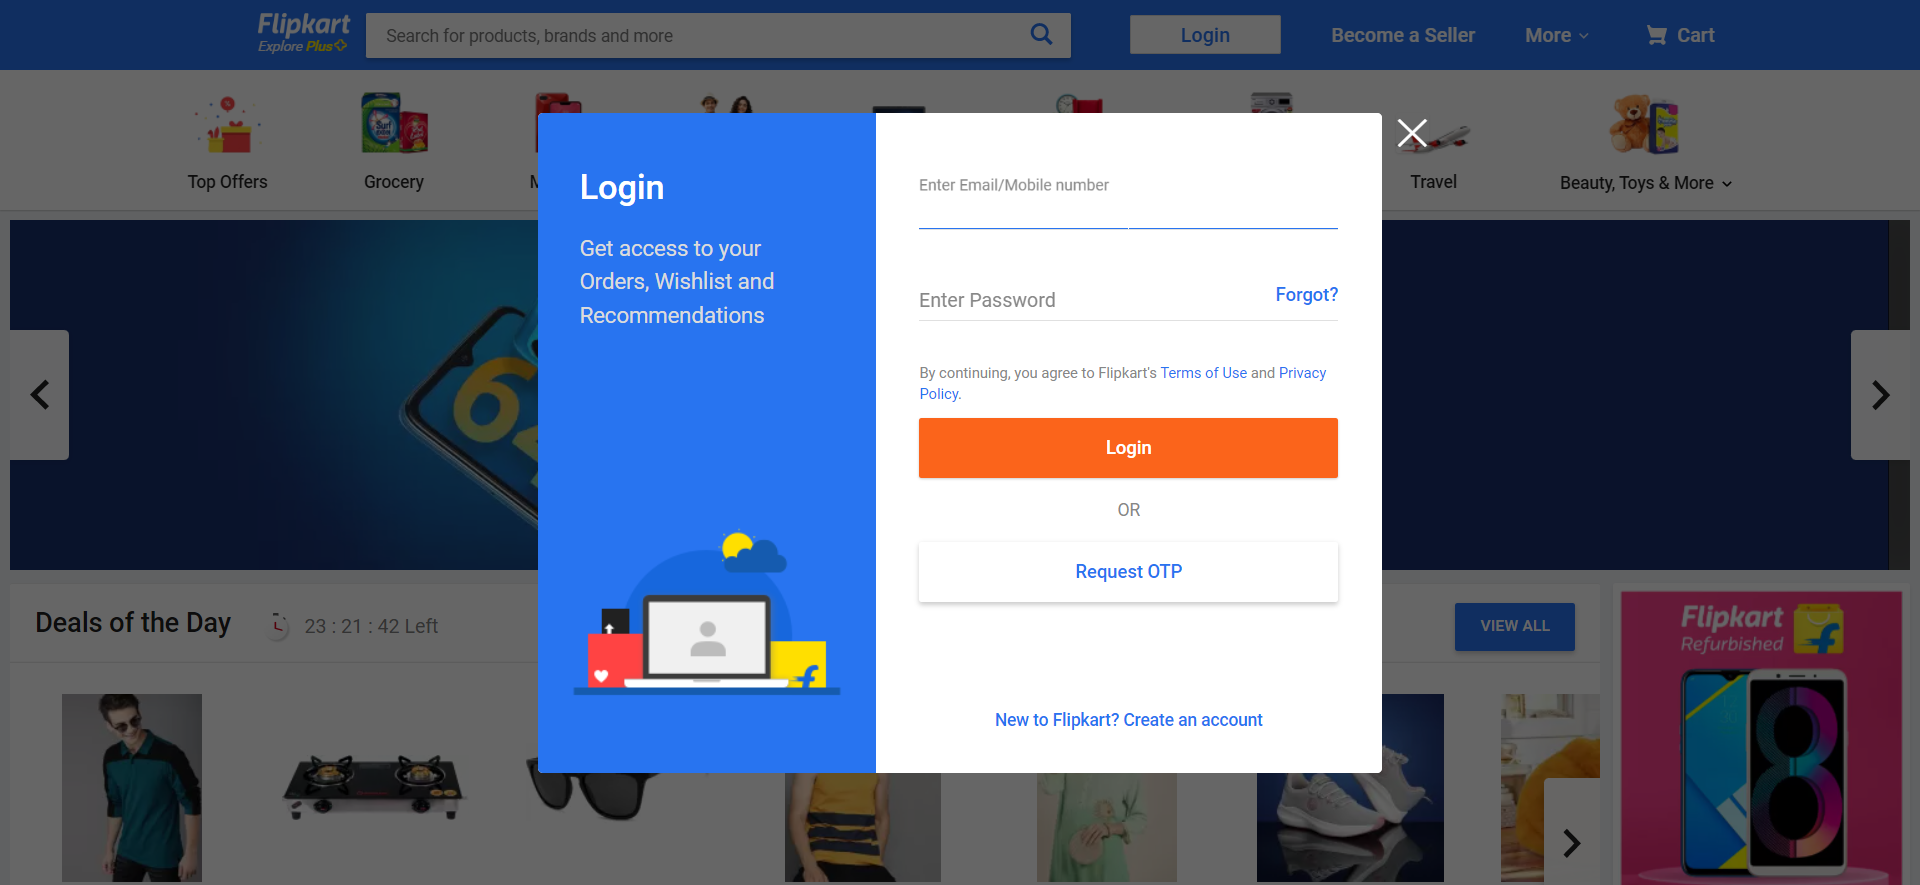 Flipkart
Explore Plus
Search for products, brands and more
Login
Become a Seller
More
Cart
Top Offers
Grocery
M
Travel
Beauty, Toys & More
Login
Get access to your
Orders, Wishlist and
Recommendations
Enter Email/Mobile number
Enter Password
Forgot?
By continuing, you agree to Flipkart's Terms of Use and Privacy
Policy.
Login
OR
Request OTP
New to Flipkart? Create an account
Deals of the Day
23 : 21 : 42 Left
VIEW ALL
Flipkart
Refurbished